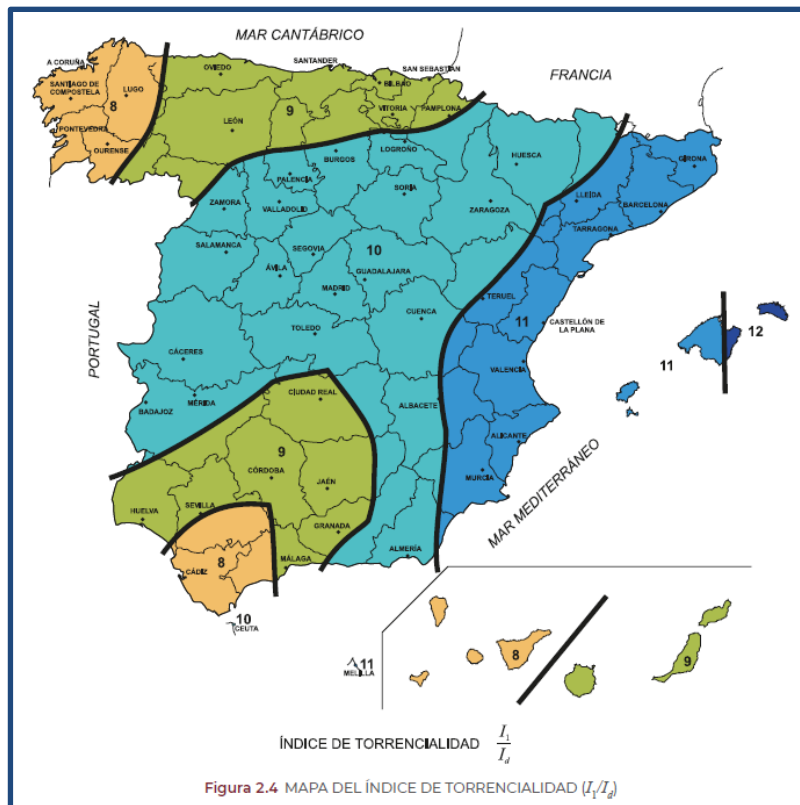 MAR CANTÁBRICO
FRANCIA
PORTUGAL
MAR MEDITERRÁNEO
A CORUÑA
SANTIAGO DE
COMPOSTELA
LUGO
8
PONTEVEDRA
OURENSE
OVIEDO
SANTANDER
SAN SEBASTIÁN
BILBAO
LEÓN
9
VITORIA
PAMPLONA
LOGROÑO
BURGOS
HUESCA
GIRONA
PALENCIA
LLEIDA
ZAMORA
VALLADOLID
SORIA
ZARAGOZA
BARCELONA
TARRAGONA
SALAMANCA
SEGOVIA
10
ÁVILA
GUADALAJARA
MADRID
TERUEL
CUENCA
11
CASTELLÓN DE
LA PLANA
TOLEDO
12
11
CÁCERES
VALENCIA
MÉRIDA
BADAJOZ
CIUDAD REAL
ALBACETE
ALICANTE
9
CÓRDOBA
MURCIA
JAÉN
HUELVA
SEVILLA
GRANADA
ALMERÍA
MÁLAGA
8
CÁDIZ
10
CEUTA
11
MELILLA
8
9
ÍNDICE DE TORRENCIALIDAD I₁/I_d
Figura 2.4 MAPA DEL ÍNDICE DE TORRENCIALIDAD (I₁/I_d)